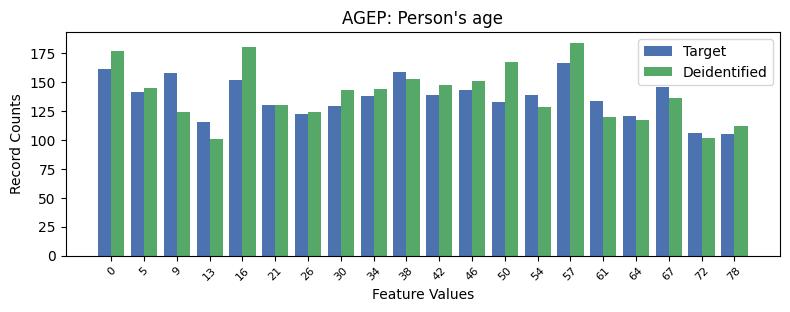 AGEP: Person's age
Target
Deidentified
Record Counts
175
150
125
100
75
50
25
0
0 5 9 13 16 21 26 30 34 38 42 46 50 54 57 61 64 67 72 78
Feature Values